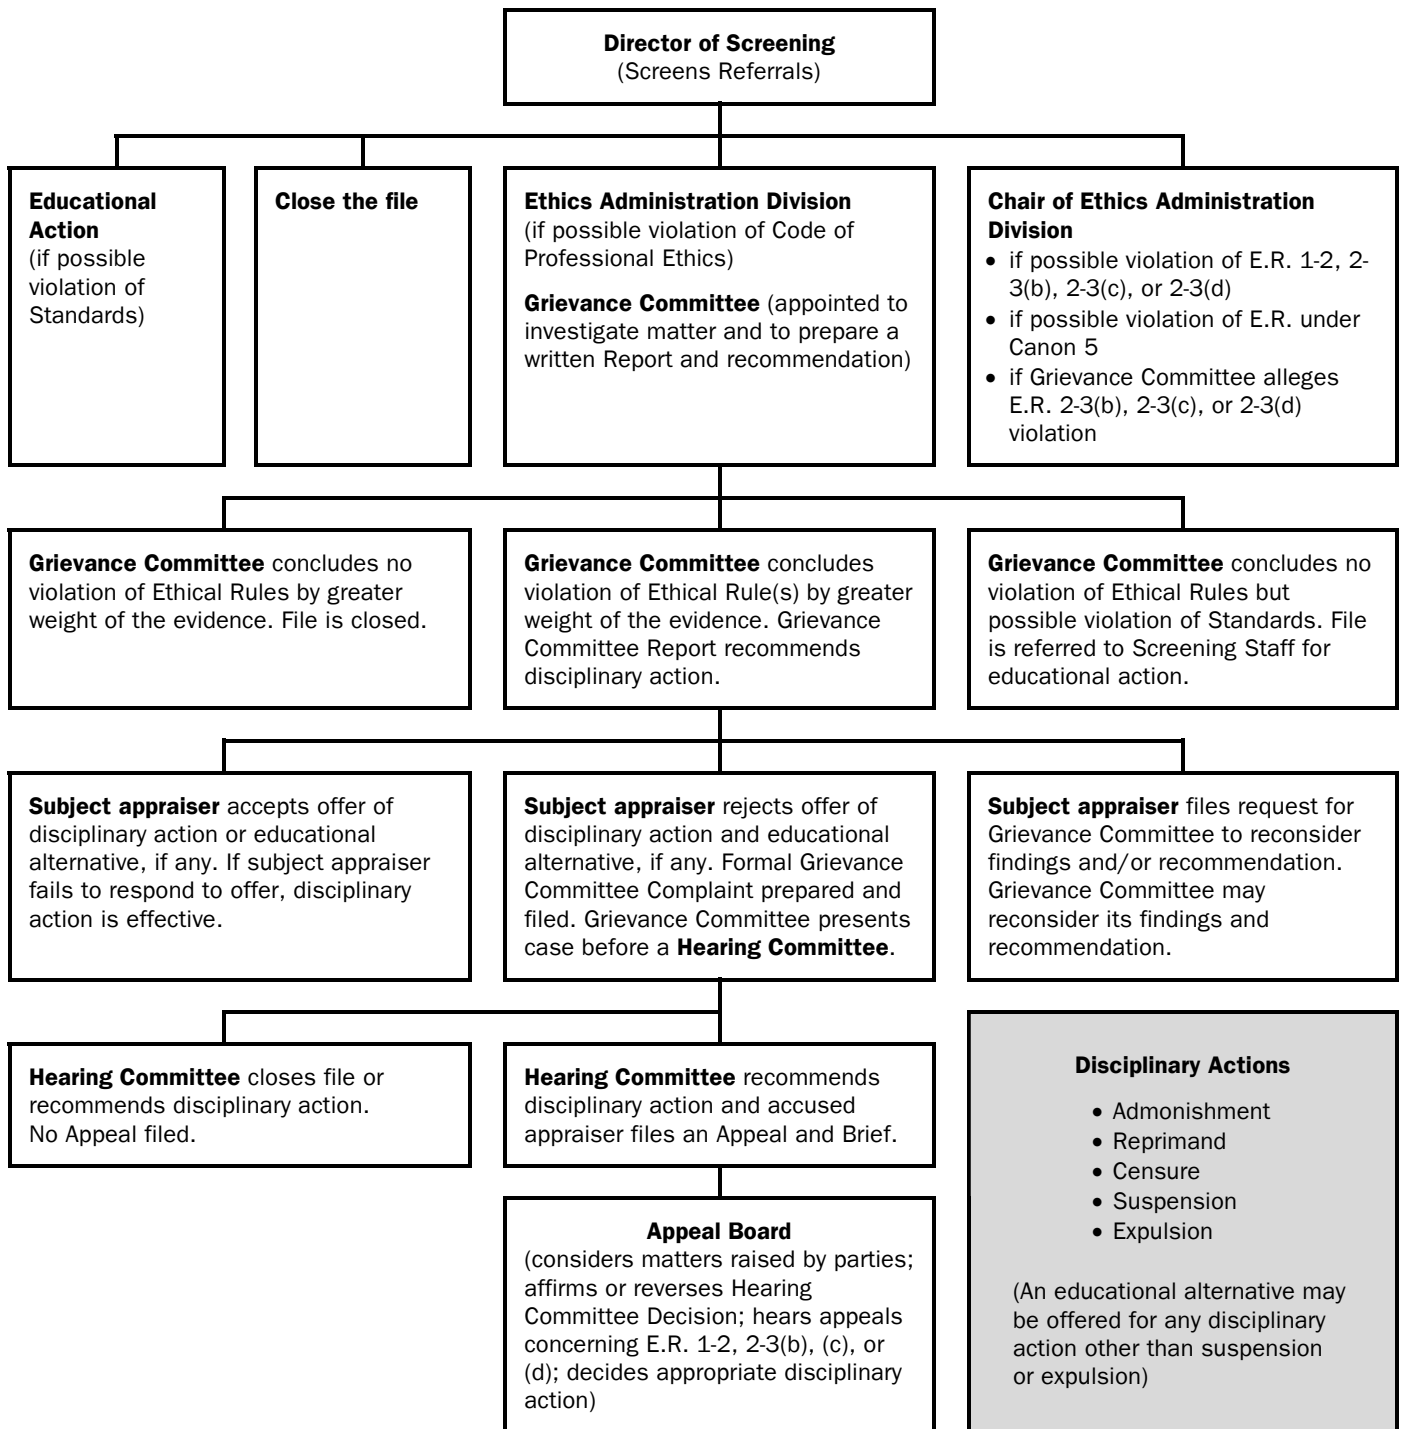 Director of Screening
(Screens Referrals)
Educational
Action
(if possible
violation of
Standards)
Close the file
Ethics Administration Division
(if possible violation of Code of
Professional Ethics)
Grievance Committee (appointed to
investigate matter and to prepare a
written Report and recommendation)
Chair of Ethics Administration
Division
• if possible violation of E.R. 1-2, 2-
3(b), 2-3(c), or 2-3(d)
• if possible violation of E.R. under
Canon 5
• if Grievance Committee alleges
E.R. 2-3(b), 2-3(c), or 2-3(d)
violation
Grievance Committee concludes no
violation of Ethical Rules by greater
weight of the evidence. File is closed.
Grievance Committee concludes
violation of Ethical Rule(s) by greater
weight of the evidence. Grievance
Committee Report recommends
disciplinary action.
Grievance Committee concludes no
violation of Ethical Rules but
possible violation of Standards. File
is referred to Screening Staff for
educational action.
Subject appraiser accepts offer of
disciplinary action or educational
alternative, if any. If subject appraiser
fails to respond to offer, disciplinary
action is effective.
Subject appraiser rejects offer of
disciplinary action and educational
alternative, if any. Formal Grievance
Committee Complaint prepared and
filed. Grievance Committee presents
case before a Hearing Committee.
Subject appraiser files request for
Grievance Committee to reconsider
findings and/or recommendation.
Grievance Committee may
reconsider its findings and
recommendation.
Hearing Committee closes file or
recommends disciplinary action.
No Appeal filed.
Hearing Committee recommends
disciplinary action and accused
appraiser files an Appeal and Brief.
Appeal Board
(considers matters raised by parties;
affirms or reverses Hearing
Committee Decision; hears appeals
concerning E.R. 1-2, 2-3(b), (c), or
(d); decides appropriate disciplinary
action)
Disciplinary Actions
• Admonishment
• Reprimand
• Censure
• Suspension
• Expulsion
(An educational alternative may
be offered for any disciplinary
action other than suspension
or expulsion)